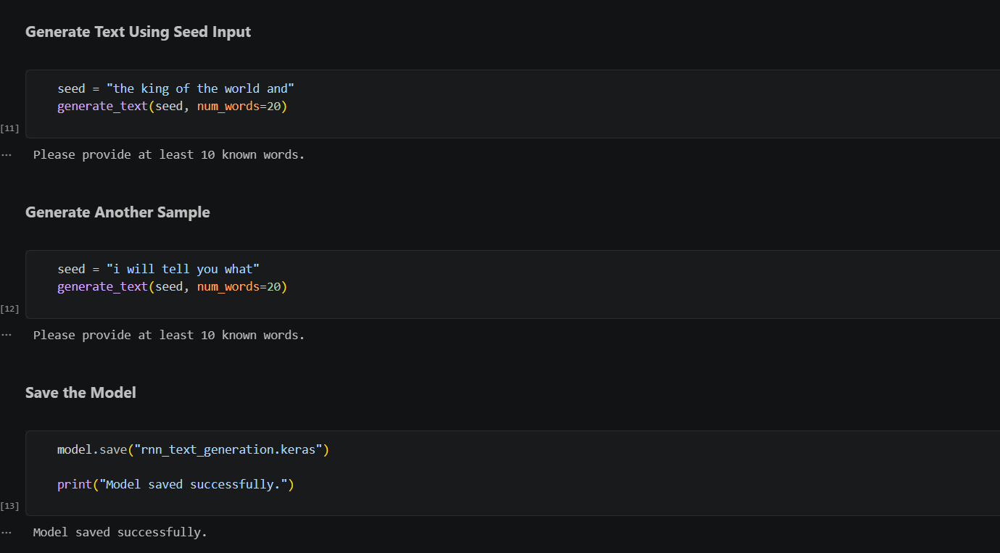 Generate Text Using Seed Input
seed = "the king of the world and"
generate_text(seed, num_words=20)
[11]
... Please provide at least 10 known words.
Generate Another Sample
seed = "i will tell you what"
generate_text(seed, num_words=20)
[12]
... Please provide at least 10 known words.
Save the Model
model.save("rnn_text_generation.keras")
print("Model saved successfully.")
[13]
... Model saved successfully.